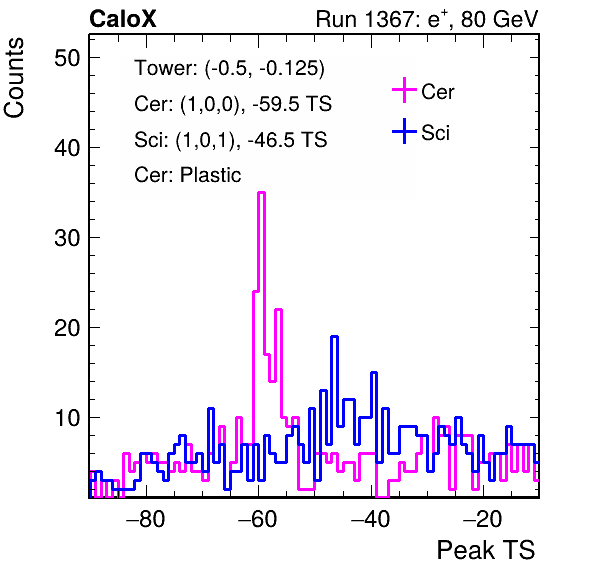 CaloX Run 1367: e+, 80 GeV
Counts
50
40
30
20
10
Tower: (-0.5, -0.125)
Cer: (1,0,0), -59.5 TS
Sci: (1,0,1), -46.5 TS
Cer: Plastic
Cer
Sci
−80 −60 −40 −20
Peak TS